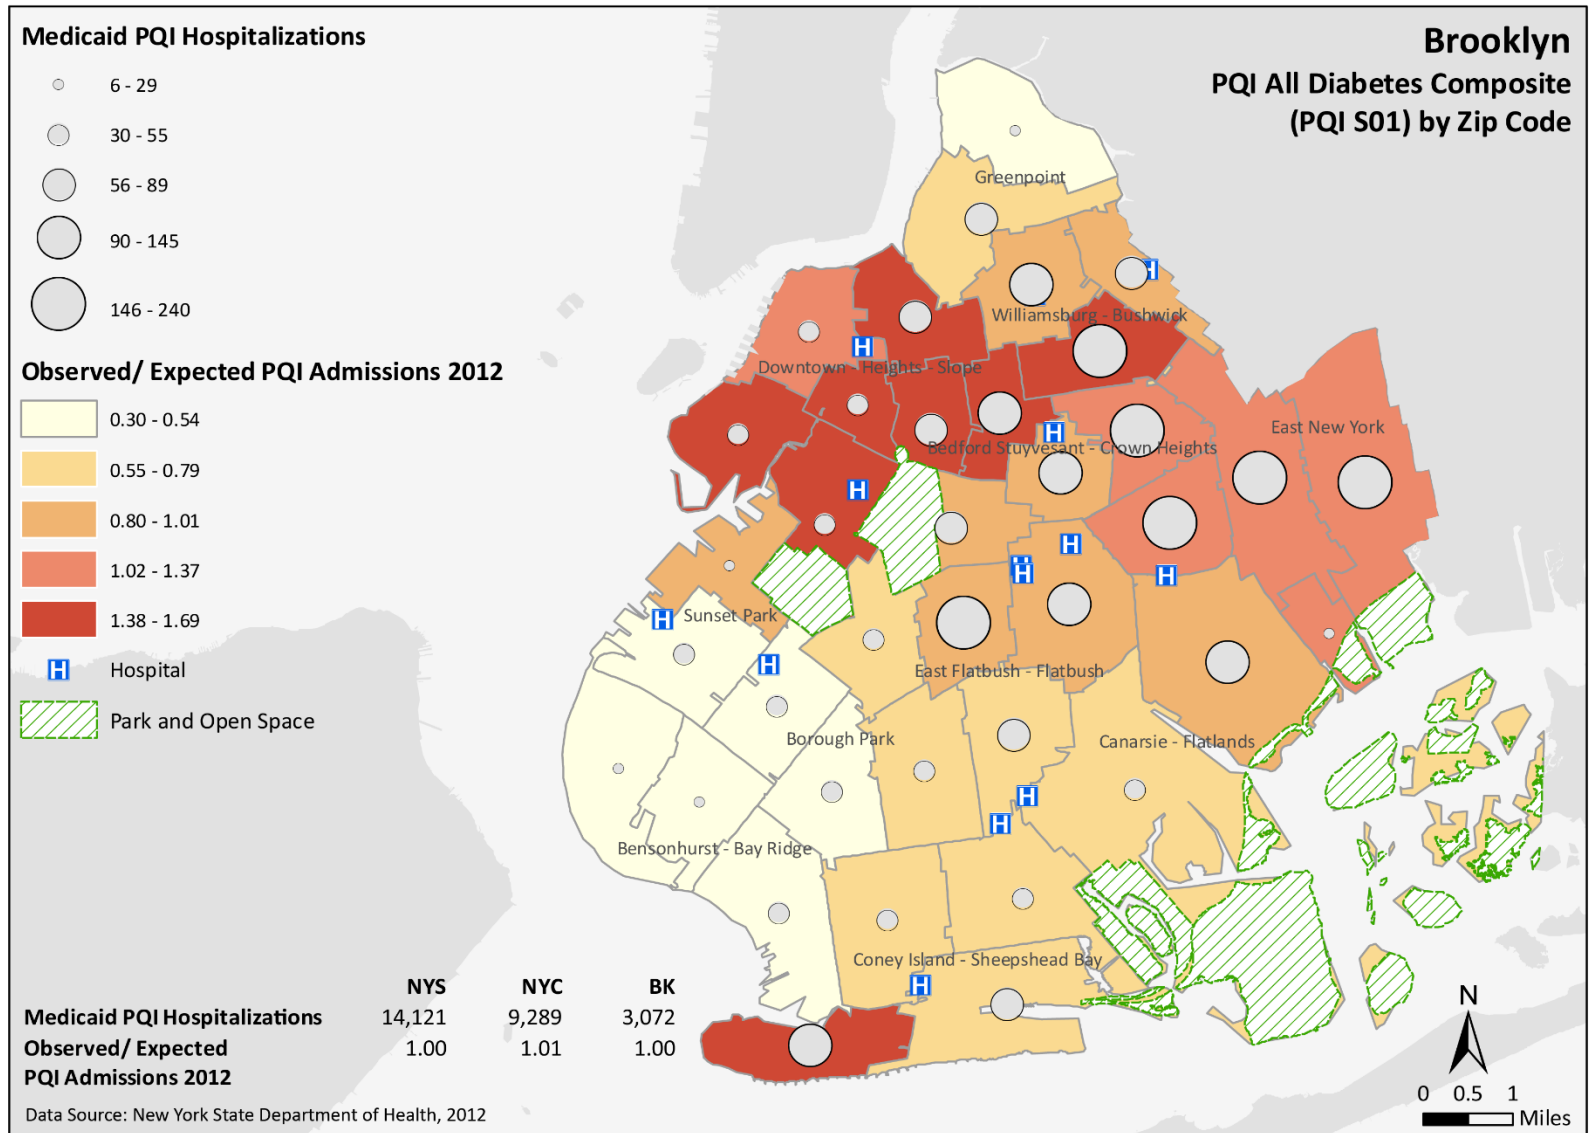 Brooklyn
PQI All Diabetes Composite
(PQI S01) by Zip Code
Medicaid PQI Hospitalizations
6 - 29
30 - 55
56 - 89
90 - 145
146 - 240
Observed/ Expected PQI Admissions 2012
0.30 - 0.54
0.55 - 0.79
0.80 - 1.01
1.02 - 1.37
1.38 - 1.69
H Hospital
Park and Open Space
Greenpoint
H
Williamsburg - Bushwick
H
Downtown - Heights - Slope
East New York
H
Bedford Stuyvesant - Crown Heights
H
H
H
H
H
Sunset Park
H
East Flatbush - Flatbush
Borough Park
Canarsie - Flatlands
H
H
Bensonhurst - Bay Ridge
Coney Island - Sheepshead Bay
H
NYS NYC BK
Medicaid PQI Hospitalizations 14,121 9,289 3,072
Observed/ Expected 1.00 1.01 1.00
PQI Admissions 2012
Data Source: New York State Department of Health, 2012
N
0 0.5 1
Miles